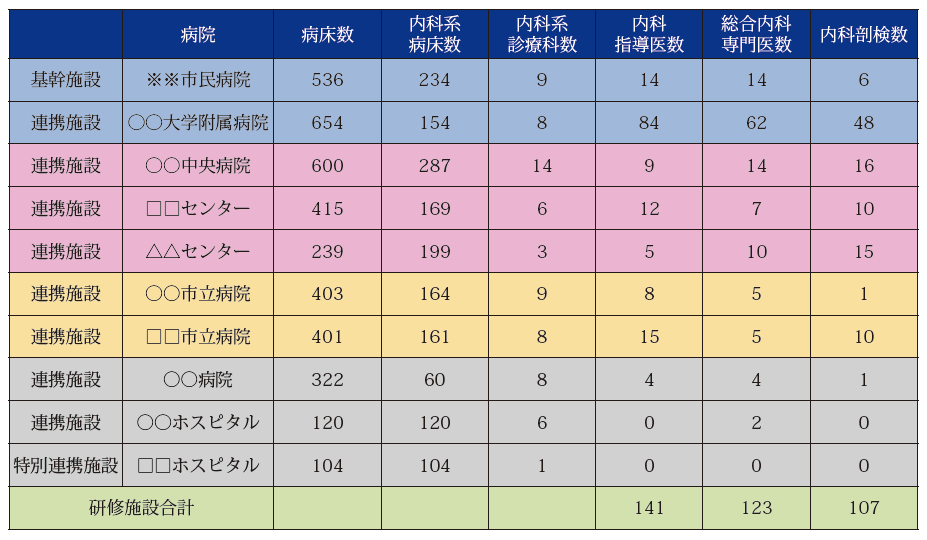 病院 病床数 内科系病床数 内科系診療科数 内科指導医数 総合内科専門医数 内科剖検数
基幹施設 ※※市民病院 536 234 9 14 14 6
連携施設 〇〇大学附属病院 654 154 8 84 62 48
連携施設 〇〇中央病院 600 287 14 9 14 16
連携施設 □□センター 415 169 6 12 7 10
連携施設 △△センター 239 199 3 5 10 15
連携施設 〇〇市立病院 403 164 9 8 5 1
連携施設 □□市立病院 401 161 8 15 5 10
連携施設 〇〇病院 322 60 8 4 4 1
連携施設 〇〇ホスピタル 120 120 6 0 2 0
特別連携施設 □□ホスピタル 104 104 1 0 0 0
研修施設合計 141 123 107